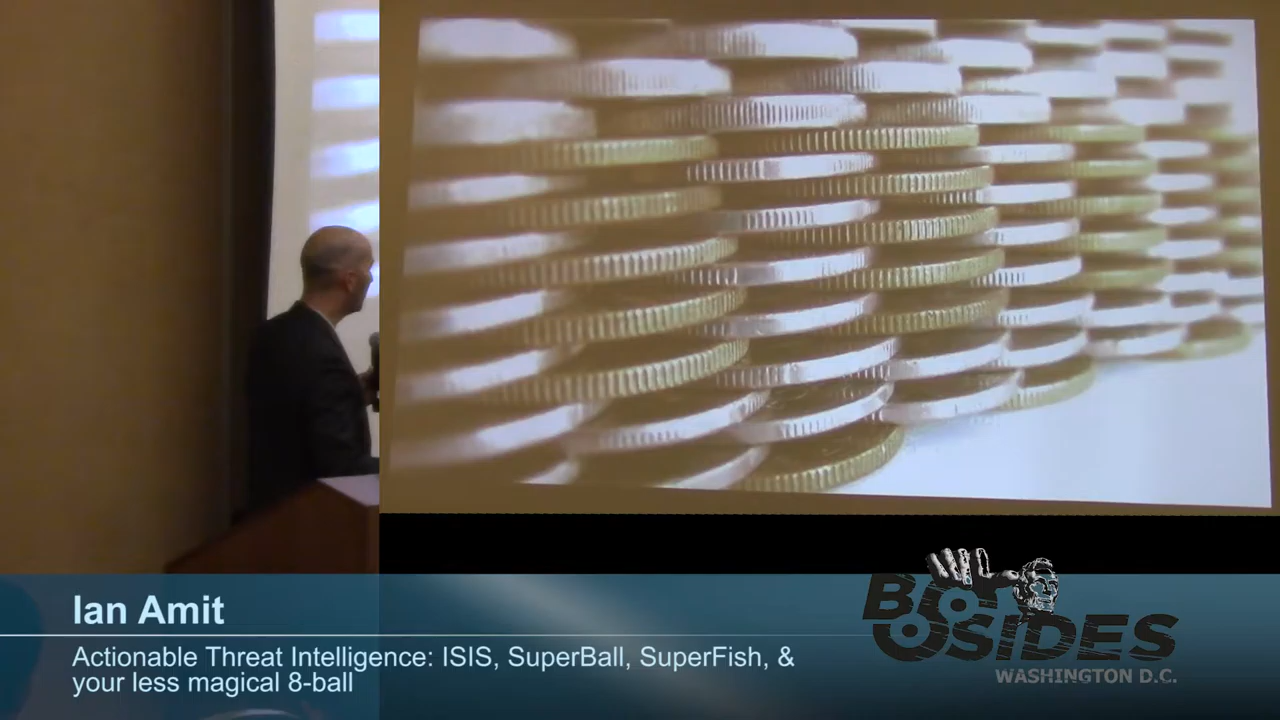 Ian Amit
Actionable Threat Intelligence: ISIS, SuperBall, SuperFish, &
your less magical 8-ball
BSIDES
WASHINGTON D.C.